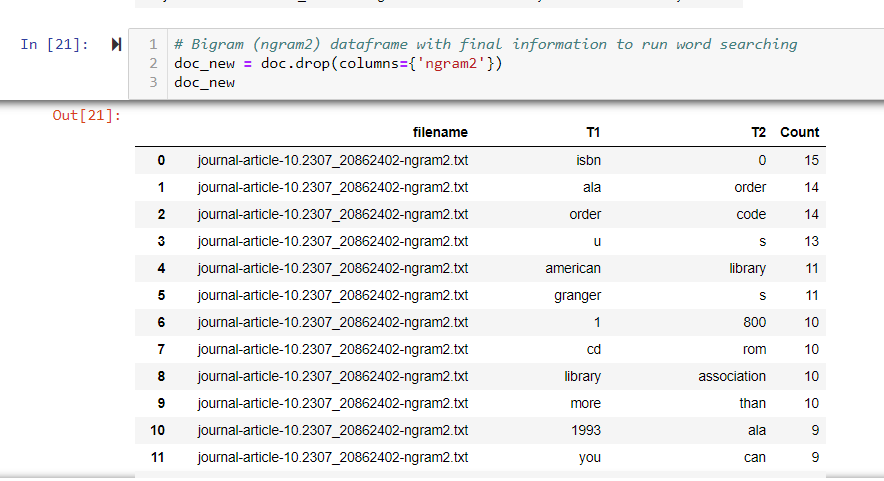 In [21]:
1 # Bigram (ngram2) dataframe with final information to run word searching
2 doc_new = doc.drop(columns={'ngram2'})
3 doc_new
Out[21]:
filename T1 T2 Count
0 journal-article-10.2307_20862402-ngram2.txt isbn 0 15
1 journal-article-10.2307_20862402-ngram2.txt ala order 14
2 journal-article-10.2307_20862402-ngram2.txt order code 14
3 journal-article-10.2307_20862402-ngram2.txt u s 13
4 journal-article-10.2307_20862402-ngram2.txt american library 11
5 journal-article-10.2307_20862402-ngram2.txt granger s 11
6 journal-article-10.2307_20862402-ngram2.txt 1 800 10
7 journal-article-10.2307_20862402-ngram2.txt cd rom 10
8 journal-article-10.2307_20862402-ngram2.txt library association 10
9 journal-article-10.2307_20862402-ngram2.txt more than 10
10 journal-article-10.2307_20862402-ngram2.txt 1993 ala 9
11 journal-article-10.2307_20862402-ngram2.txt you can 9